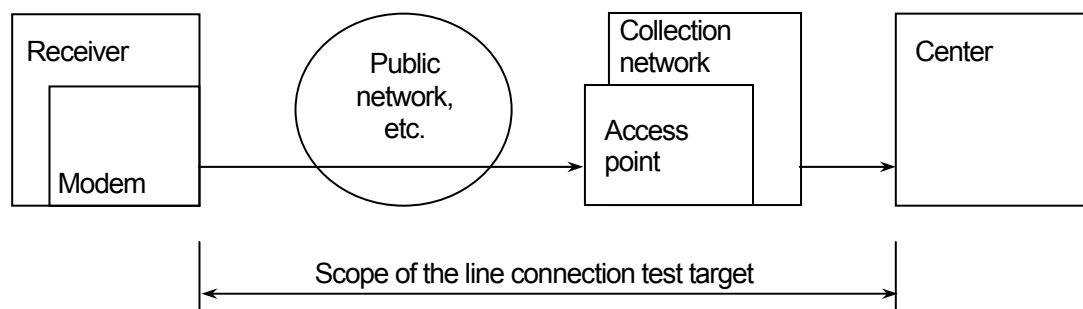 Receiver
Modem
Public
network,
etc.
Collection
network
Access
point
Center
Scope of the line connection test target